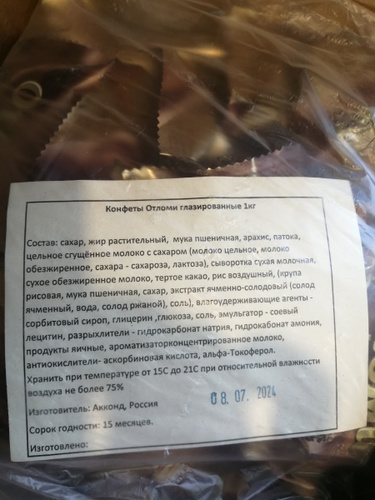 Конфеты Отломи глазированные 1кг
Состав: сахар, жир растительный, мука пшеничная, арахис, патока,
цельное сгущённое молоко с сахаром (молоко цельное, молоко
обезжиренное, сахара - сахароза, лактоза), сыворотка сухая молочная,
сухое обезжиренное молоко, тертое какао, рис воздушный, (крупа
рисовая, мука пшеничная, сахар, экстракт ячменно-солодовый (солод
ячменный, вода, солод ржаной), соль), влагоудерживающие агенты -
сорбитовый сироп, глицерин ,глюкоза, соль, эмульгатор - соевый
лецитин, разрыхлители - гидрокарбонат натрия, гидрокабонат амония,
продукты яичные, ароматизаторконцентрированное молоко,
антиокислители- аскорбиновая кислота, альфа-Токоферол.
Хранить при температуре от 15С до 21С при относительной влажности
воздуха не более 75%
08. 07. 2024
Изготовитель: Акконд, Россия
Сорок годности: 15 месяцев.
Изготовлено: